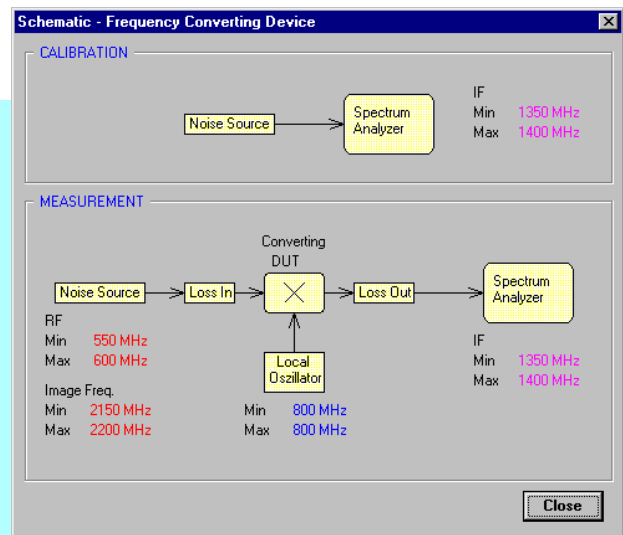 Schematic - Frequency Converting Device
CALIBRATION
Noise Source
Spectrum
Analyzer
IF
Min 1350 MHz
Max 1400 MHz
MEASUREMENT
Converting
DUT
Noise Source
Loss In
Loss Out
Spectrum
Analyzer
RF
Min 550 MHz
Max 600 MHz
Local
Oszillator
IF
Min 1350 MHz
Max 1400 MHz
Image Freq.
Min 2150 MHz
Max 2200 MHz
Min 800 MHz
Max 800 MHz
Close